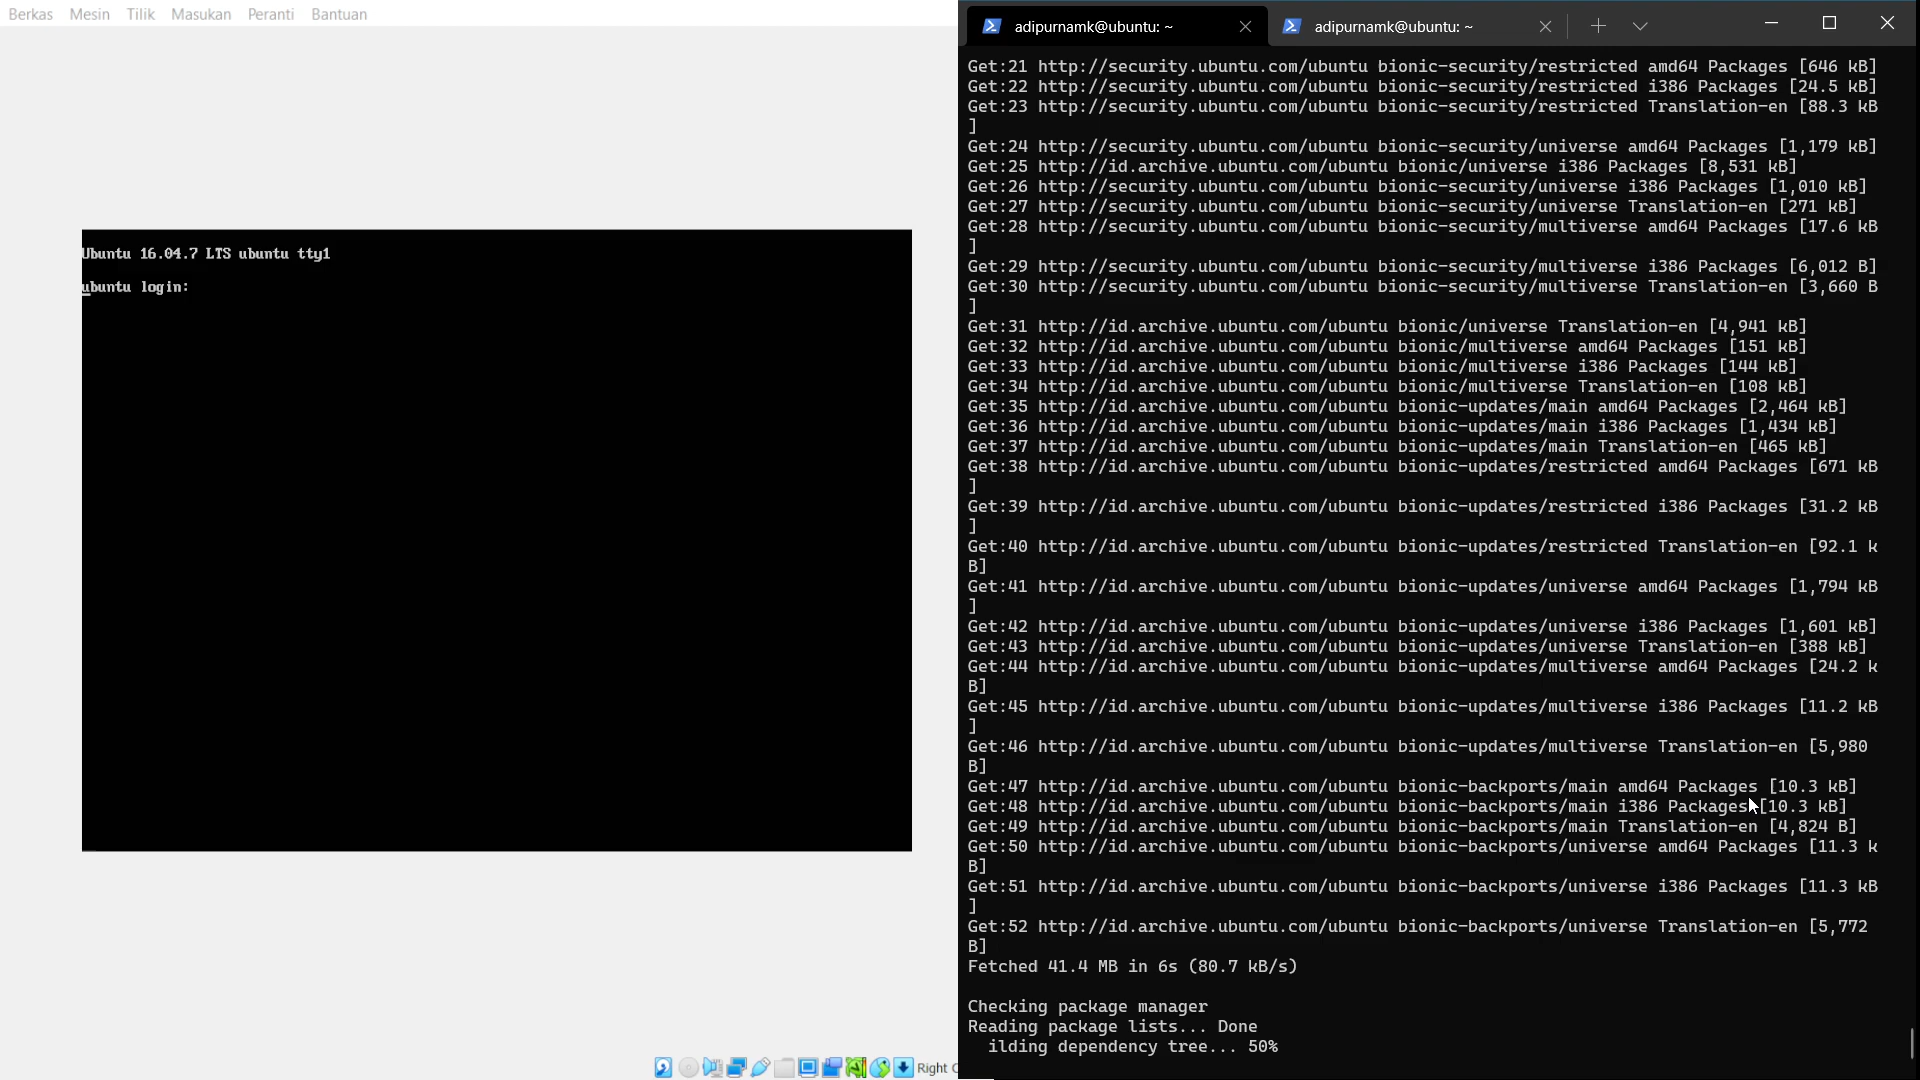 Berkas Mesin Tilik Masukan Peranti Bantuan
Ubuntu 16.04.7 LTS ubuntu tty1
ubuntu login:
Right C
adipurnamk@ubuntu: ~
adipurnamk@ubuntu: ~
Get:21 http://security.ubuntu.com/ubuntu bionic-security/restricted amd64 Packages [646 kB]
Get:22 http://security.ubuntu.com/ubuntu bionic-security/restricted i386 Packages [24.5 kB]
Get:23 http://security.ubuntu.com/ubuntu bionic-security/restricted Translation-en [88.3 kB
]
Get:24 http://security.ubuntu.com/ubuntu bionic-security/universe amd64 Packages [1,179 kB]
Get:25 http://id.archive.ubuntu.com/ubuntu bionic/universe i386 Packages [8,531 kB]
Get:26 http://security.ubuntu.com/ubuntu bionic-security/universe i386 Packages [1,010 kB]
Get:27 http://security.ubuntu.com/ubuntu bionic-security/universe Translation-en [271 kB]
Get:28 http://security.ubuntu.com/ubuntu bionic-security/multiverse amd64 Packages [17.6 kB
]
Get:29 http://security.ubuntu.com/ubuntu bionic-security/multiverse i386 Packages [6,012 B]
Get:30 http://security.ubuntu.com/ubuntu bionic-security/multiverse Translation-en [3,660 B
]
Get:31 http://id.archive.ubuntu.com/ubuntu bionic/universe Translation-en [4,941 kB]
Get:32 http://id.archive.ubuntu.com/ubuntu bionic/multiverse amd64 Packages [151 kB]
Get:33 http://id.archive.ubuntu.com/ubuntu bionic/multiverse i386 Packages [144 kB]
Get:34 http://id.archive.ubuntu.com/ubuntu bionic/multiverse Translation-en [108 kB]
Get:35 http://id.archive.ubuntu.com/ubuntu bionic-updates/main amd64 Packages [2,464 kB]
Get:36 http://id.archive.ubuntu.com/ubuntu bionic-updates/main i386 Packages [1,434 kB]
Get:37 http://id.archive.ubuntu.com/ubuntu bionic-updates/main Translation-en [465 kB]
Get:38 http://id.archive.ubuntu.com/ubuntu bionic-updates/restricted amd64 Packages [671 kB
]
Get:39 http://id.archive.ubuntu.com/ubuntu bionic-updates/restricted i386 Packages [31.2 kB
]
Get:40 http://id.archive.ubuntu.com/ubuntu bionic-updates/restricted Translation-en [92.1 k
B]
Get:41 http://id.archive.ubuntu.com/ubuntu bionic-updates/universe amd64 Packages [1,794 kB
]
Get:42 http://id.archive.ubuntu.com/ubuntu bionic-updates/universe i386 Packages [1,601 kB]
Get:43 http://id.archive.ubuntu.com/ubuntu bionic-updates/universe Translation-en [388 kB]
Get:44 http://id.archive.ubuntu.com/ubuntu bionic-updates/multiverse amd64 Packages [24.2 k
B]
Get:45 http://id.archive.ubuntu.com/ubuntu bionic-updates/multiverse i386 Packages [11.2 kB
]
Get:46 http://id.archive.ubuntu.com/ubuntu bionic-updates/multiverse Translation-en [5,980
B]
Get:47 http://id.archive.ubuntu.com/ubuntu bionic-backports/main amd64 Packages [10.3 kB]
Get:48 http://id.archive.ubuntu.com/ubuntu bionic-backports/main i386 Packages [10.3 kB]
Get:49 http://id.archive.ubuntu.com/ubuntu bionic-backports/main Translation-en [4,824 B]
Get:50 http://id.archive.ubuntu.com/ubuntu bionic-backports/universe amd64 Packages [11.3 k
B]
Get:51 http://id.archive.ubuntu.com/ubuntu bionic-backports/universe i386 Packages [11.3 kB
]
Get:52 http://id.archive.ubuntu.com/ubuntu bionic-backports/universe Translation-en [5,772
B]
Fetched 41.4 MB in 6s (80.7 kB/s)
Checking package manager
Reading package lists... Done
ilding dependency tree... 50%